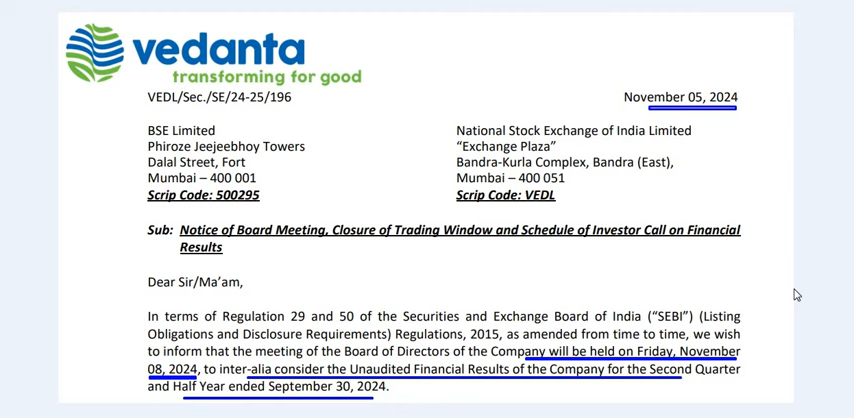 vedanta
transforming for good
VEDL/Sec./SE/24-25/196
November 05, 2024
BSE Limited
Phiroze Jeejeebhoy Towers
Dalal Street, Fort
Mumbai – 400 001
Scrip Code: 500295
National Stock Exchange of India Limited
“Exchange Plaza”
Bandra-Kurla Complex, Bandra (East),
Mumbai – 400 051
Scrip Code: VEDL
Sub: Notice of Board Meeting, Closure of Trading Window and Schedule of Investor Call on Financial
Results
Dear Sir/Ma’am,
In terms of Regulation 29 and 50 of the Securities and Exchange Board of India (“SEBI”) (Listing
Obligations and Disclosure Requirements) Regulations, 2015, as amended from time to time, we wish
to inform that the meeting of the Board of Directors of the Company will be held on Friday, November
08, 2024, to inter-alia consider the Unaudited Financial Results of the Company for the Second Quarter
and Half Year ended September 30, 2024.